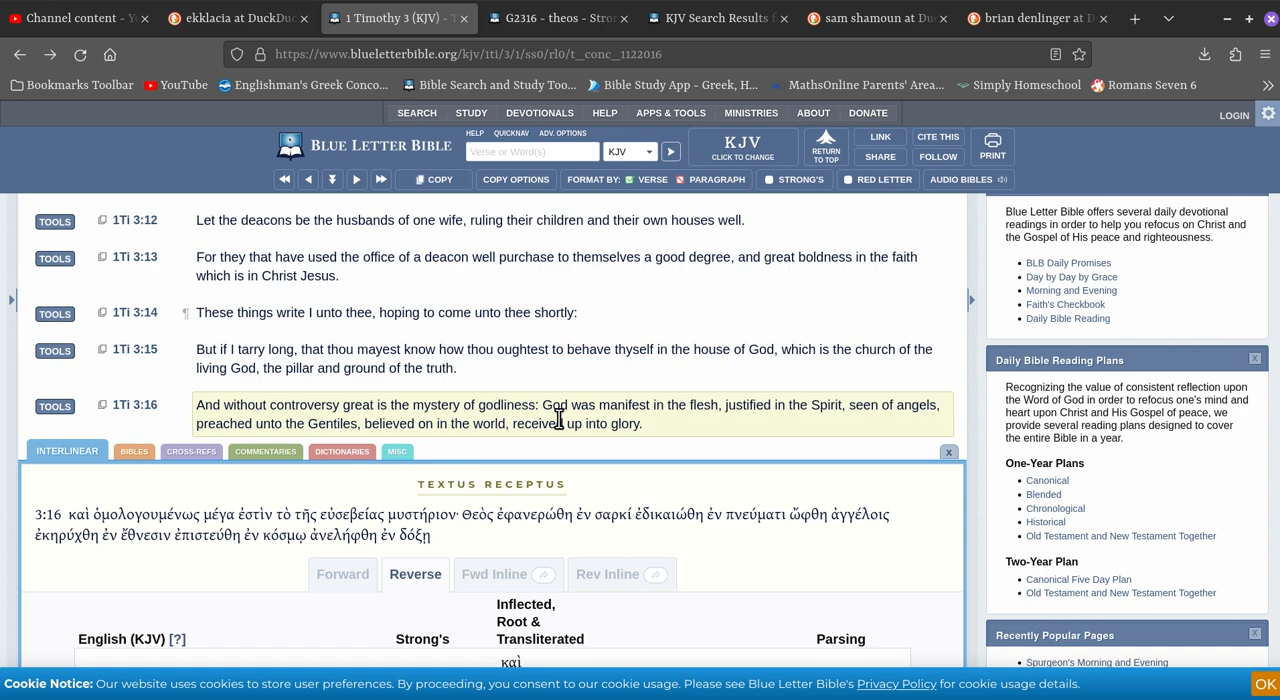 Channel content - Y
ekklacia at DuckDu
1 Timothy 3 (KJV) - T
G2316 - theos - Stro
KJV Search Results f
sam shamoun at Du
brian denlinger at D
https://www.blueletterbible.org/kjv/1ti/3/1/ss0/rl0/t_conc_1122016
Bookmarks Toolbar YouTube Englishman's Greek Conco... Bible Search and Study Too... Bible Study App - Greek, H... MathsOnline Parents' Area... Simply Homeschool Romans Seven 6
SEARCH STUDY DEVOTIONALS HELP APPS & TOOLS MINISTRIES ABOUT DONATE LOGIN
BLUE LETTER BIBLE
HELP QUICKNAV ADV. OPTIONS
Verse or Word(s) KJV
KJV
CLICK TO CHANGE
RETURN
TO TOP
LINK CITE THIS
SHARE FOLLOW
PRINT
COPY COPY OPTIONS FORMAT BY: VERSE PARAGRAPH STRONG'S RED LETTER AUDIO BIBLES
TOOLS 1Ti 3:12 Let the deacons be the husbands of one wife, ruling their children and their own houses well.
TOOLS 1Ti 3:13 For they that have used the office of a deacon well purchase to themselves a good degree, and great boldness in the faith
which is in Christ Jesus.
TOOLS 1Ti 3:14 ¶ These things write I unto thee, hoping to come unto thee shortly:
TOOLS 1Ti 3:15 But if I tarry long, that thou mayest know how thou oughtest to behave thyself in the house of God, which is the church of the
living God, the pillar and ground of the truth.
TOOLS 1Ti 3:16 And without controversy great is the mystery of godliness: God was manifest in the flesh, justified in the Spirit, seen of angels,
preached unto the Gentiles, believed on in the world, received up into glory.
INTERLINEAR BIBLES CROSS-REFS COMMENTARIES DICTIONARIES MISC X
TEXTUS RECEPTUS
3:16 καὶ ὁμολογουμένως μέγα ἐστὶν τὸ τῆς εὐσεβείας μυστήριον· Θεὸς ἐφανερώθη ἐν σαρκί ἐδικαιώθη ἐν πνεύματι ὤφθη ἀγγέλοις
ἐκηρύχθη ἐν ἔθνεσιν ἐπιστεύθη ἐν κόσμῳ ἀνελήφθη ἐν δόξῃ
Forward Reverse Fwd Inline Rev Inline
Inflected,
Root &
English (KJV) [?] Strong's Transliterated Parsing
καὶ
Blue Letter Bible offers several daily devotional
readings in order to help you refocus on Christ and
the Gospel of His peace and righteousness.
BLB Daily Promises
Day by Day by Grace
Morning and Evening
Faith's Checkbook
Daily Bible Reading
Daily Bible Reading Plans X
Recognizing the value of consistent reflection upon
the Word of God in order to refocus one's mind and
heart upon Christ and His Gospel of peace, we
provide several reading plans designed to cover
the entire Bible in a year.
One-Year Plans
Canonical
Blended
Chronological
Historical
Old Testament and New Testament Together
Two-Year Plan
Canonical Five Day Plan
Old Testament and New Testament Together
Recently Popular Pages X
Spurgeon's Morning and Evening
Cookie Notice: Our website uses cookies to store user preferences. By proceeding, you consent to our cookie usage. Please see Blue Letter Bible's Privacy Policy for cookie usage details. OK